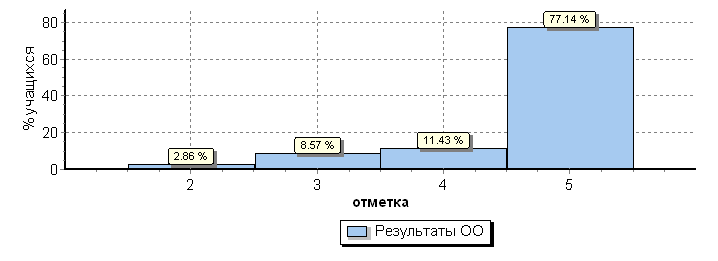 % учащихся
80
60
40
20
0
2.86 %
8.57 %
11.43 %
77.14 %
2 3 4 5
отметка
Результаты ОО